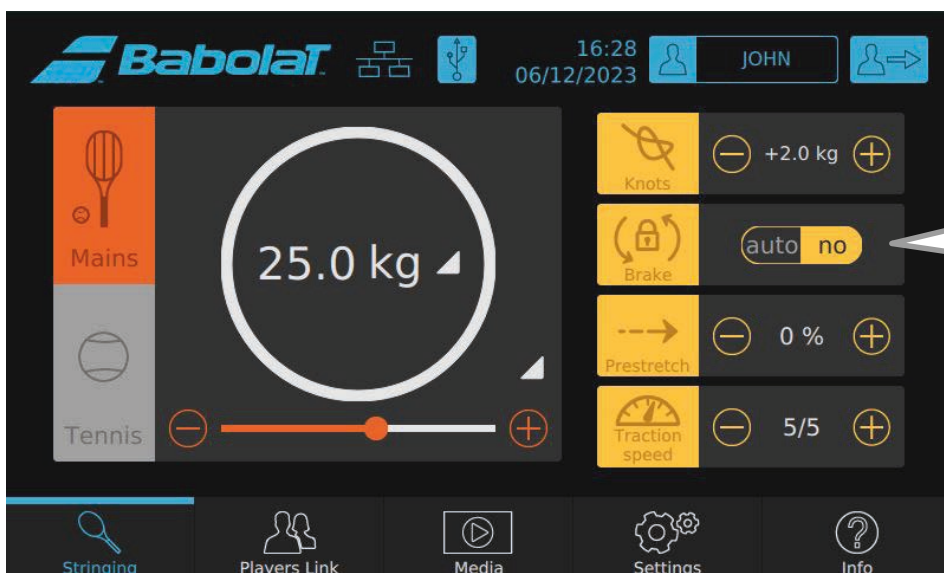 BabolaT
16:28
06/12/2023
JOHN
Mains
Tennis
25.0 kg
Knots
+2.0 kg
Brake
auto no
Prestretch
0 %
Traction
speed
5/5
Stringing
Players Link
Media
Settings
Info